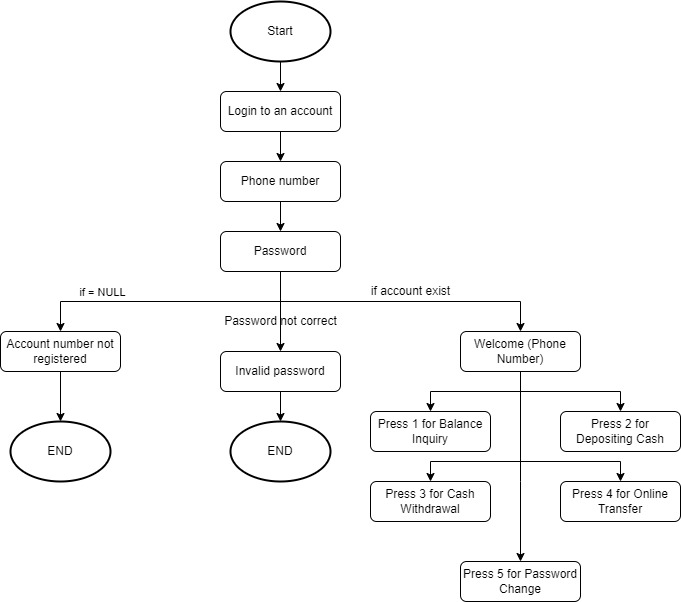 Start
Login to an account
Phone number
Password
if = NULL
if account exist
Password not correct
Account number not
registered
Invalid password
Welcome (Phone
Number)
END
END
Press 1 for Balance
Inquiry
Press 2 for
Depositing Cash
Press 3 for Cash
Withdrawal
Press 4 for Online
Transfer
Press 5 for Password
Change